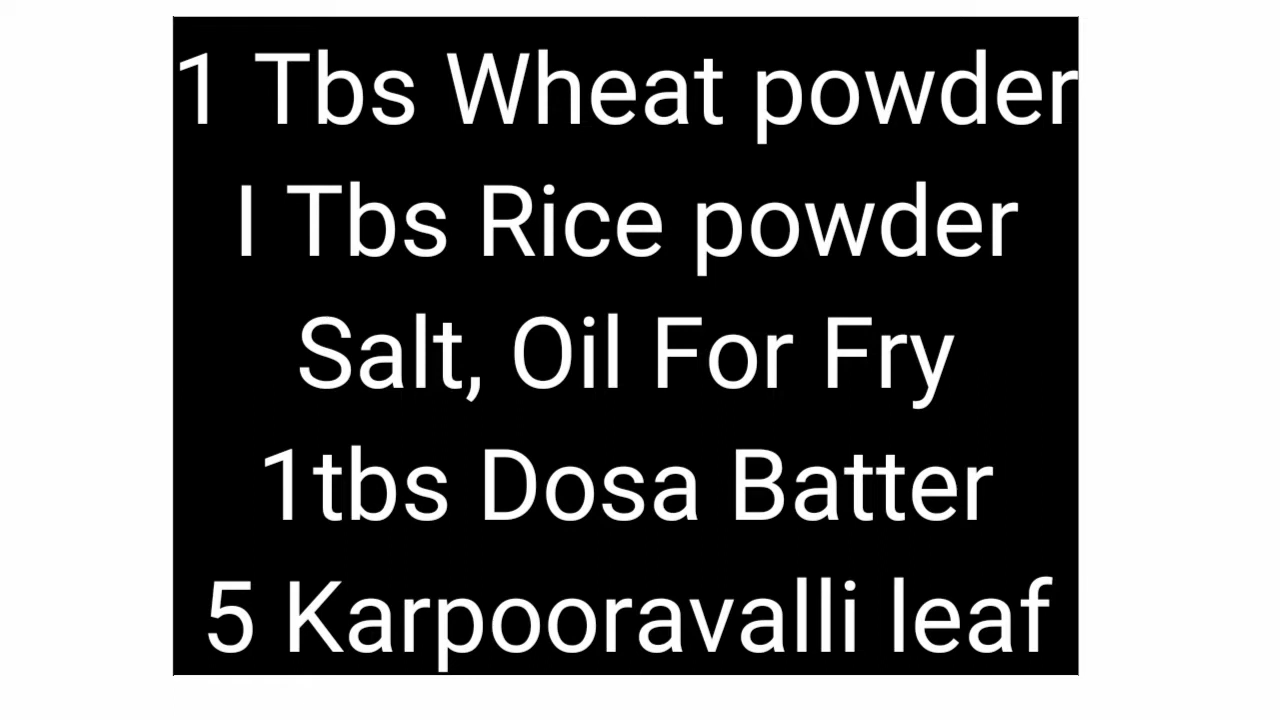 1 Tbs Wheat powder
I Tbs Rice powder
Salt, Oil For Fry
1tbs Dosa Batter
5 Karpooravalli leaf